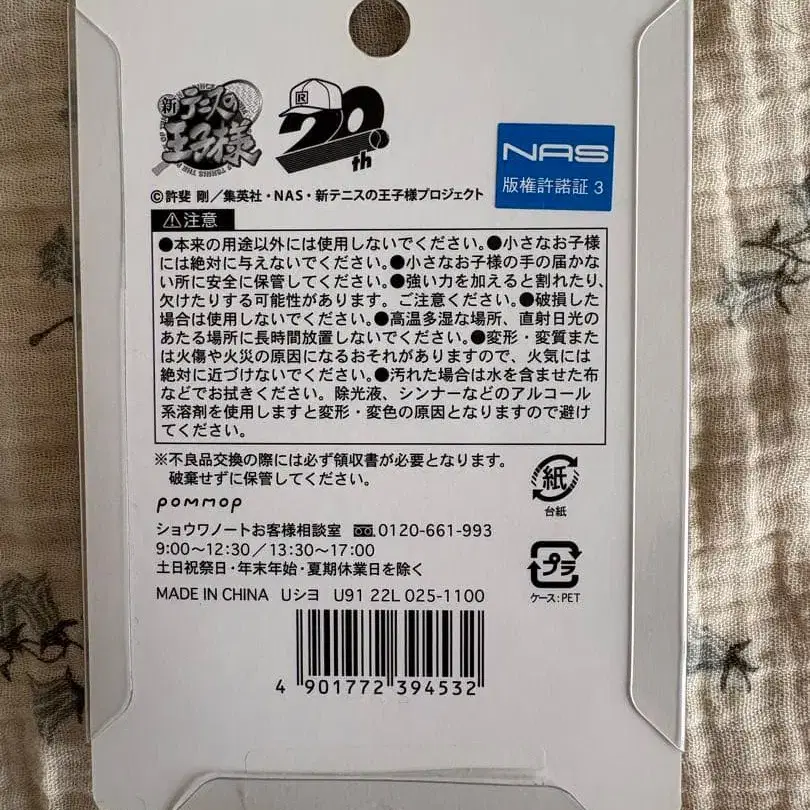 新テニスの
王子様
R
20th
NAS
版権許諾証 3
©許斐 剛／集英社・NAS・新テニスの王子様プロジェクト
⚠注意
●本来の用途以外には使用しないでください。●小さなお子様
には絶対に与えないでください。●小さなお子様の手の届かな
い所に安全に保管してください。●強い力を加えると割れたり、
欠けたりする可能性があります。ご注意ください。●破損した
場合は使用しないでください。●高温多湿な場所、直射日光の
あたる場所に長時間放置しないでください。●変形・変質また
は火傷や火災の原因になるおそれがありますので、火気には
絶対に近づけないでください。●汚れた場合は水を含ませた布
などでお拭きください。除光液、シンナーなどのアルコール
系溶剤を使用しますと変形・変色の原因となりますので避け
てください。
※不良品交換の際には必ず領収書が必要となります。
破棄せずに保管してください。
紙
台紙
pommop
ショウワノートお客様相談室 0120-661-993
9:00～12:30／13:30～17:00
土日祝祭日・年末年始・夏期休業日を除く
プラ
ケース:PET
MADE IN CHINA Uシヨ U91 22L 025-1100
4 901772 394532